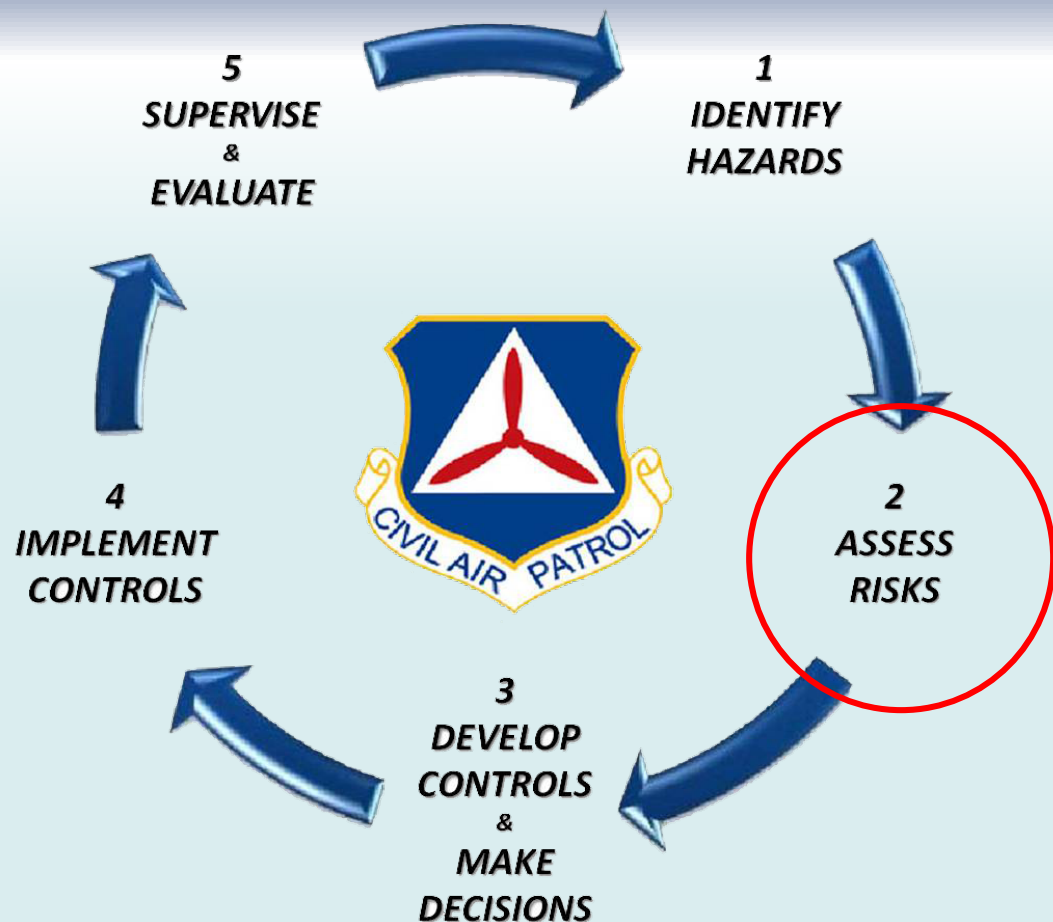 5
SUPERVISE
&
EVALUATE
1
IDENTIFY
HAZARDS
2
ASSESS
RISKS
3
DEVELOP
CONTROLS
&
MAKE
DECISIONS
4
IMPLEMENT
CONTROLS
CIVIL AIR PATROL